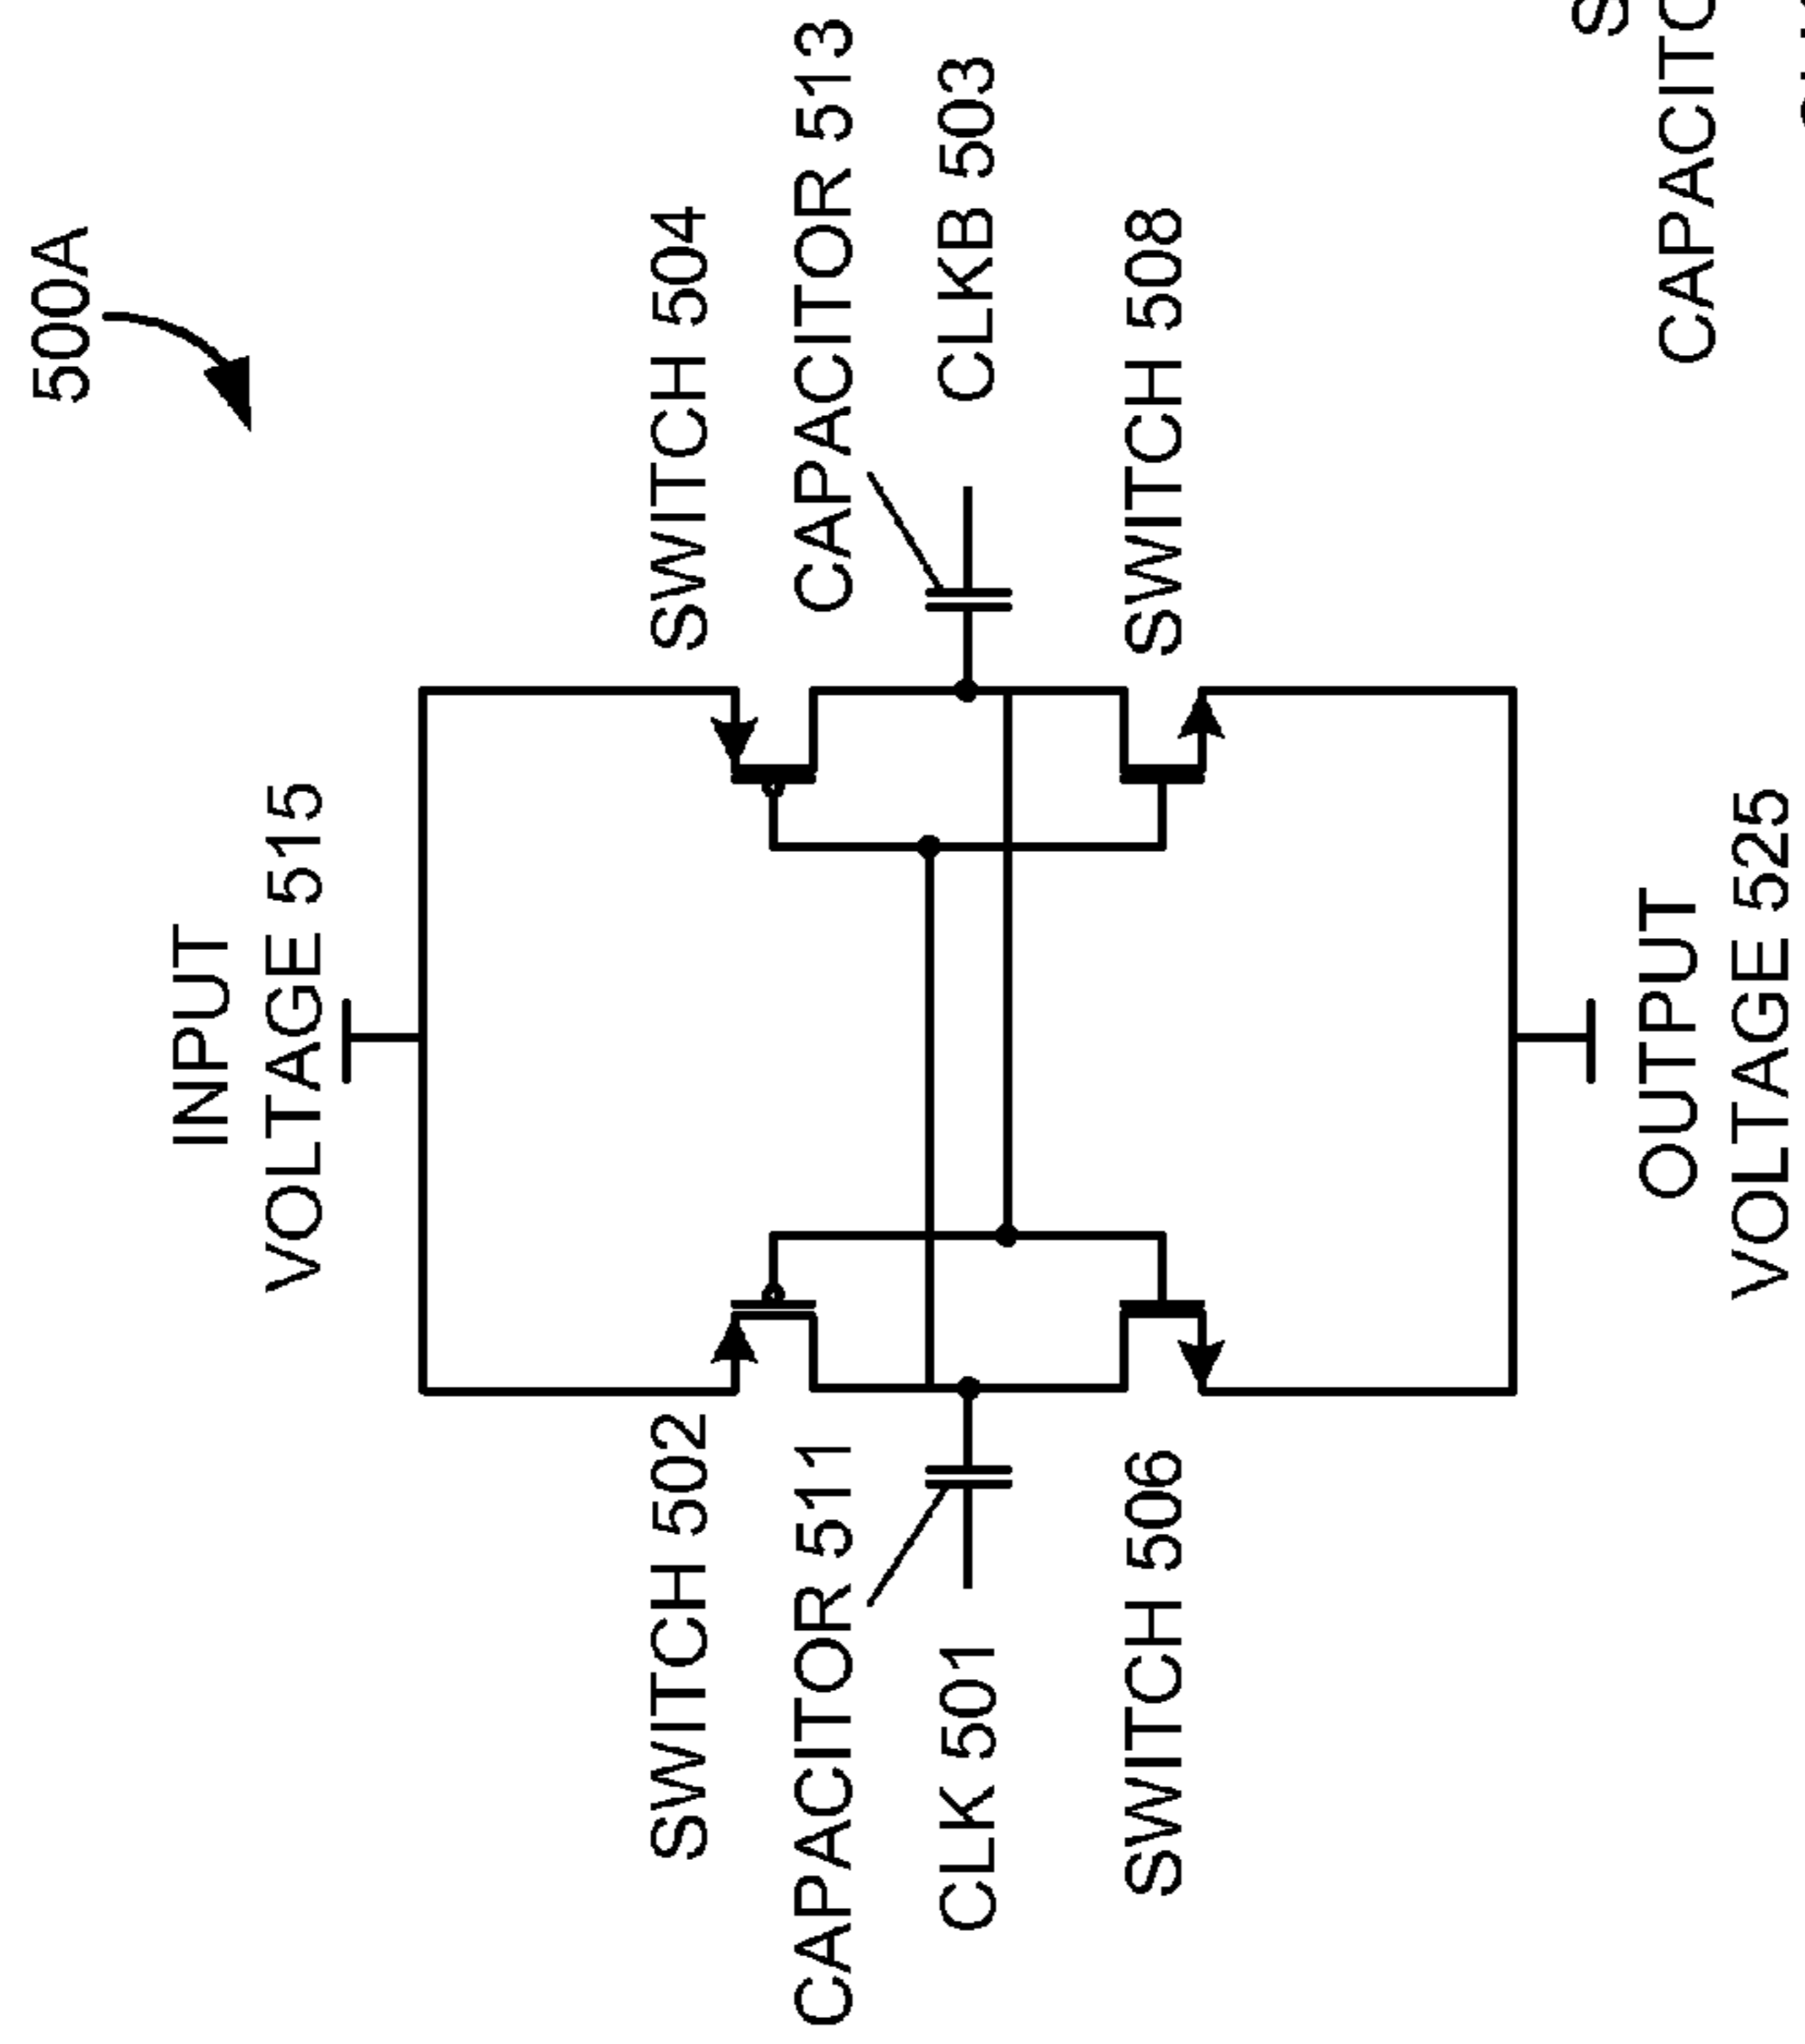 500A
INPUT
VOLTAGE 515
SWITCH 502
SWITCH 504
CAPACITOR 511
CAPACITOR 513
CLK 501
CLKB 503
SWITCH 506
SWITCH 508
OUTPUT
VOLTAGE 525